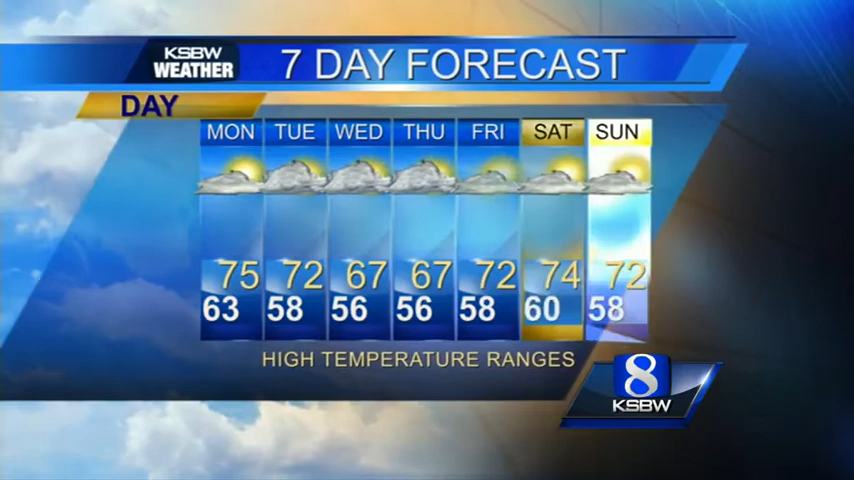 KSBW
WEATHER
7 DAY FORECAST
DAY
MON TUE WED THU FRI SAT SUN
75 72 67 67 72 74 72
63 58 56 56 58 60 58
HIGH TEMPERATURE RANGES
8
KSBW